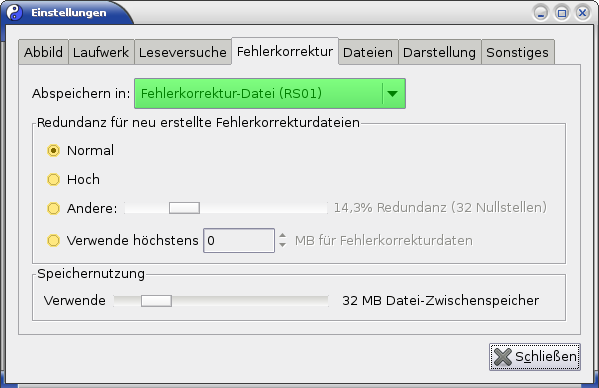 Einstellungen
Abbild Laufwerk Leseversuche Fehlerkorrektur Dateien Darstellung Sonstiges
Abspeichern in: Fehlerkorrektur-Datei (RS01)
Redundanz für neu erstellte Fehlerkorrekturdateien
Normal
Hoch
Andere: 14,3% Redundanz (32 Nullstellen)
Verwende höchstens 0 MB für Fehlerkorrekturdaten
Speichernutzung
Verwende 32 MB Datei-Zwischenspeicher
Schließen